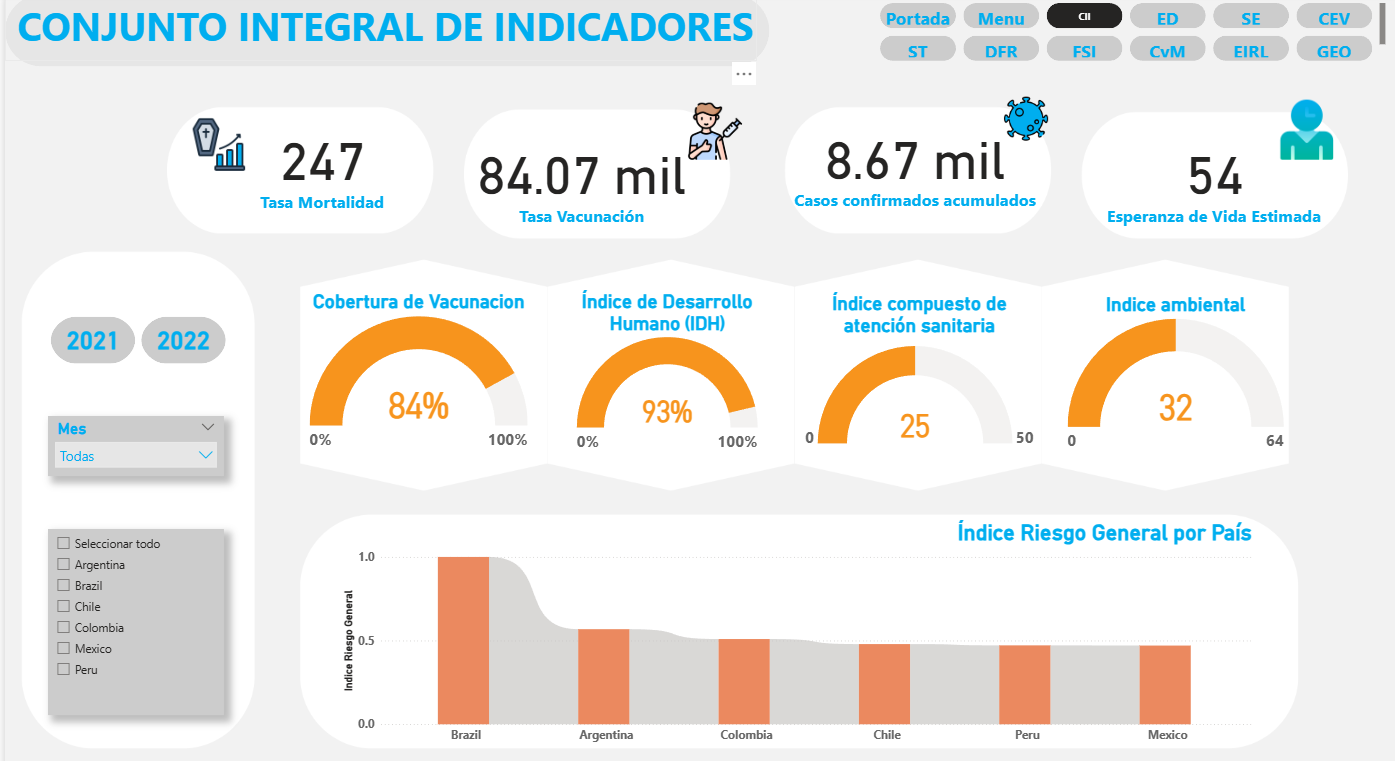 CONJUNTO INTEGRAL DE INDICADORES
Portada Menu CII ED SE CEV
ST DFR FSI CvM EIRL GEO
247
Tasa Mortalidad
84.07 mil
Tasa Vacunación
8.67 mil
Casos confirmados acumulados
54
Esperanza de Vida Estimada
2021 2022
Mes
Todas
Seleccionar todo
Argentina
Brazil
Chile
Colombia
Mexico
Peru
Cobertura de Vacunacion
84%
0% 100%
Índice de Desarrollo
Humano (IDH)
93%
0% 100%
Índice compuesto de
atención sanitaria
25
0 50
Indice ambiental
32
0 64
Índice Riesgo General por País
Indice Riesgo General
1.0
0.5
0.0
Brazil Argentina Colombia Chile Peru Mexico